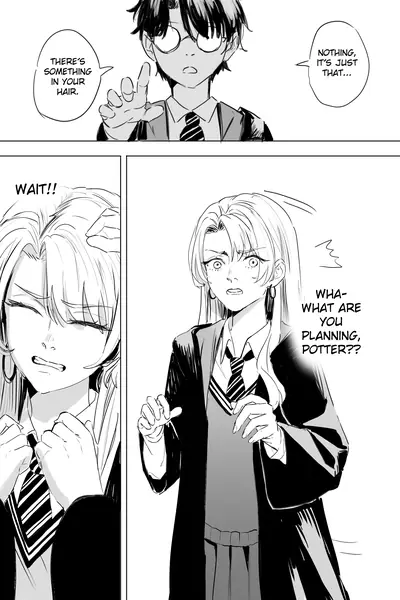 NOTHING,
IT'S JUST
THAT...
THERE'S
SOMETHING
IN YOUR
HAIR.
WHA-
WHAT ARE
YOU
PLANNING,
POTTER??
WAIT!!